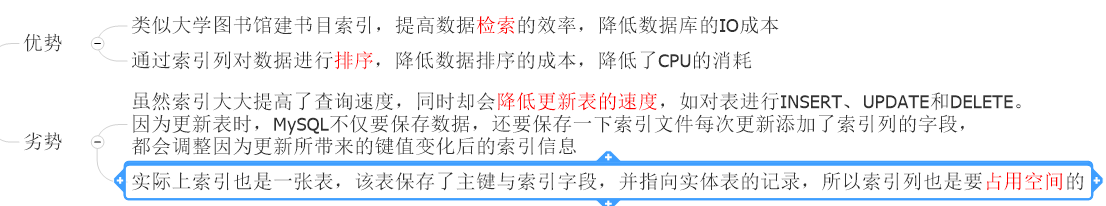 优势
类似大学图书馆建书目索引，提高数据检索的效率，降低数据库的IO成本
通过索引列对数据进行排序，降低数据排序的成本，降低了CPU的消耗
劣势
虽然索引大大提高了查询速度，同时却会降低更新表的速度，如对表进行INSERT、UPDATE和DELETE。
因为更新表时，MySQL不仅要保存数据，还要保存一下索引文件每次更新添加了索引列的字段，
都会调整因为更新所带来的键值变化后的索引信息
实际上索引也是一张表，该表保存了主键与索引字段，并指向实体表的记录，所以索引列也是要占用空间的